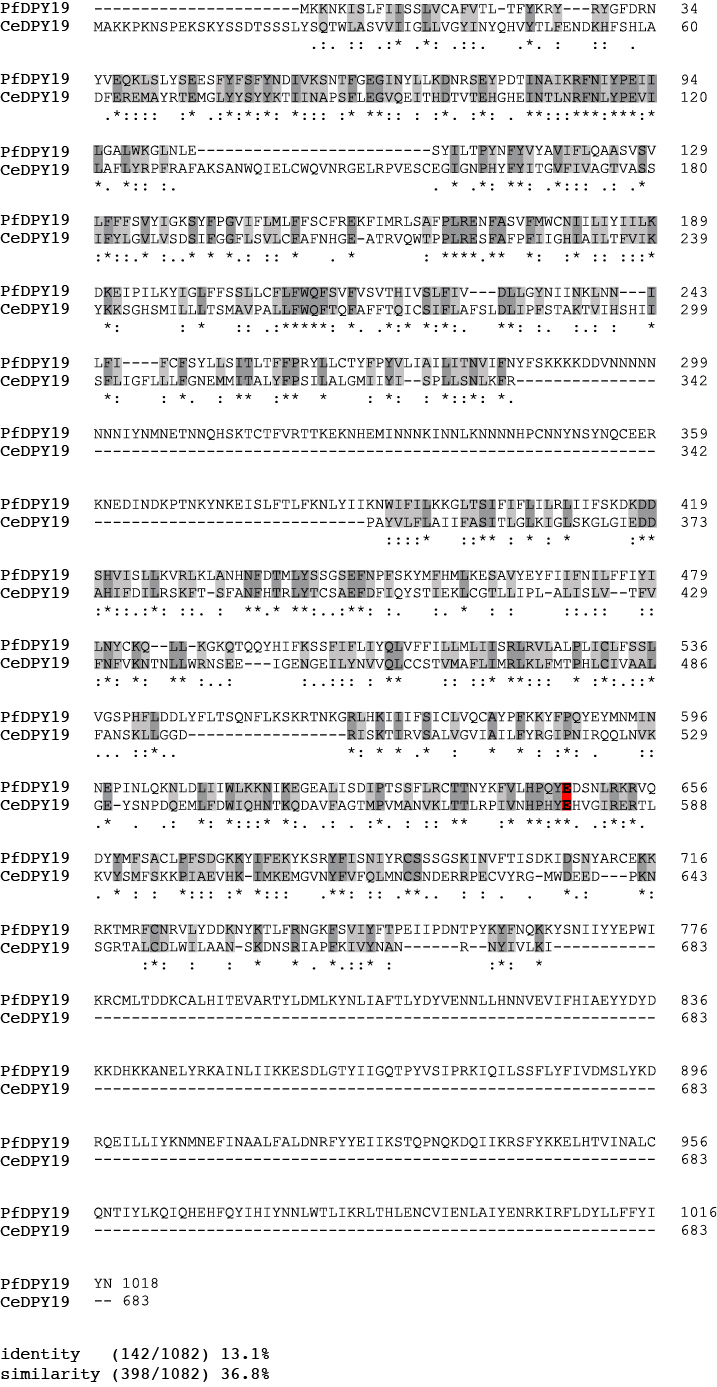 PfDPY19 ------------------MKKNKISLFIISSLVCAFVTL-TFYKRY---RYGFDRN 34
CeDPY19 MAKKPKNSPEKSKYSSDTSSSLYSQTWLASVVIIGLLVGYINYQHVYTLFENDKHFSHLA 60
.:.: :* :.*: :: .:* * :: : .
PfDPY19 YVEQKLSLYSEESFYFSFYNDIVKSNTFGEGINYLLKDNRSEYPDTINAIKRFNIYPEII 94
CeDPY19 DFEREMAYRTEMGLYYSYYKTIINAPSFLEGVQEITHDTVTEHGHEINTLNRFNLYPEVI 120
.*:::: :* .:*:*:*: *::: :* **:: : :*. :*: . **:::***:***:*
PfDPY19 LGALWKGLNLE-------------------------SYILTPYNFYVYAVIFLQAASVSV 129
CeDPY19 LAFLYRPFRAFAKSANWQIELCWQVNRGELRPVESCEGIGNPHYFYITGVFIVAGTVASS 180
PfDPY19 LFFFSVYIGKSYFPGVIFLMLFFSCFREKFIMRLSAFPLRENFASVFMWCNIILIYIILK 189
CeDPY19 IFYLGVLVSDSIFGGFLSVLCFAFNHGE-ATRVQWTPPLRESFAFPFIIGHIAILTFVIK 239
PfDPY19 DKEIPILKYIGLFFSSLLCFLFWQFSVFVSVTHIVSLFIV---DLLGYNIINKLNN---I 243
CeDPY19 YKKSGHSMILLLTSMAVPALLFWQFTQFAFFTQICSIFLAFSLDLIPFSTAKTVIHSHII 299
PfDPY19 LFI----FCFSYLLSITLTFFPRYLLCTYFPYVLIAILITNVLFNYFSKKKKDDVNNNNN 299
CeDPY19 SFLIGFLLLFGNEMMITALYFPSILALGMIIYI--SPLLSNLKFR--------------- 342
PfDPY19 NNNIYNMNETNNQHSKTCTFVRTTKEKNHEMINNNKINNLKNNNNHPCNNYNSYNQCEER 359
CeDPY19 ------------------------------------------------------------ 342
PfDPY19 KNEDINDKPTNKYNKEISLFTLFKNLYIIKNWIFIILKKGLTSIFIFLILRLIIFSKDKDD 419
CeDPY19 -----------------------------PAYVLFLAIIFASITLGLKIGLSKGLGIEDD 373
PfDPY19 SHVISLLKVRLKLANHNFDTMLYSSGSEFNPFSKYMFHMLKESAVYEYFIIFNILFFIYI 479
CeDPY19 AHIFDILRSKFT-SFANFHTRLYTCSAEFDFIQYSTIEKLCGTLLIPL-ALISLV--TFV 429
PfDPY19 LNYCKQ--LL-KGKQTQQYHIFKSSFIFLIYQLVFFILLMLIISRLRVLALPLICLFSSL 536
CeDPY19 FNFVKNTNLLWRNSEE---IGENGEILYNVVQLCCSTVMAFLIMRLKLFMTPHLCIVAAL 486
PfDPY19 VGSPHFLDDLYFLTSQNFLKSKRTNKGRLHKIIIFSICLVQCAYPFKKYFPQYEYMNMIN 596
CeDPY19 FANSKLLGGD-----------------RISKTIRVSALVGVIAILFYRGIPNIRQQLNVK 529
PfDPY19 NEPINLQKNLDLIIWLKKNIKEGEALISDIPTSSFLRCTTNYKFVLHPQYEDSNLRKRVQ 656
CeDPY19 GE-YSNPDQEMLFDWIQHNTKQDAVFAGTMPVMANVKLTTLRPIVNHPHYEHVGIRERTL 588
PfDPY19 DYYMFSACLPFSDGKKYIFEKYKSRYFISNIYRCSSSGSKINVFTISDKIDSNYARCEKK 716
CeDPY19 KVYSMFSKKPIAEVHK-IMKEMGVNYFVFQLMNCSNDERRPECVYRG-MWDEED---PKN 643
PfDPY19 RKTMRFCNRVLYDDKNYKTLFRNGKFSVIYFTPEIIPDNTPYKYFNQKKYSNIIYYEPWI 776
CeDPY19 SGRTALCDLWILAAN-SKDNSRIAPFKIVYNAN------R--NYIVLKI----------- 683
PfDPY19 KRCMLTDDKCALHITEVARTYLDMLKYNLIAFTLYDYVENNLLHNNVEVIFHIAEYYDYD 836
CeDPY19 ------------------------------------------------------------ 683
PfDPY19 KKDHKKANELYRKAINLIIKKESDLGTYIIGQTPYVSIPRKIQILSSFLYFIVDMSLYKD 896
CeDPY19 ------------------------------------------------------------ 683
PfDPY19 RQEILLIYKNMNEFINAALFALDNRFYYEIIKSTQPNQKDQIIKRSFYKKELHTVINALC 956
CeDPY19 ------------------------------------------------------------ 683
PfDPY19 QNTIYLKQIQHEHFQYIHIYNNLWTLIKRLTHLENCVIENLAIYENRKIRFLDYLLFFYI 1016
CeDPY19 ------------------------------------------------------------ 683
PfDPY19 YN 1018
CeDPY19 -- 683
identity (142/1082) 13.1%
similarity (398/1082) 36.8%